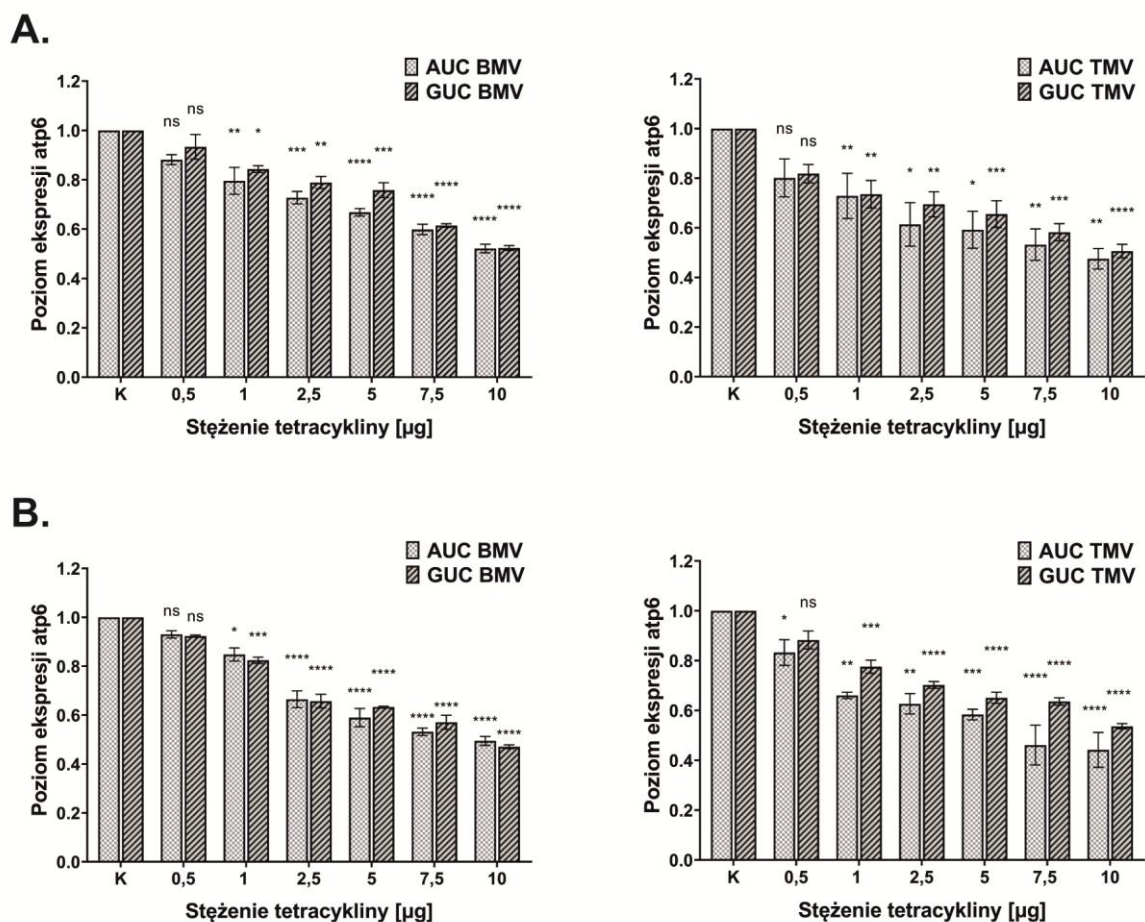 A.
AUC BMV
GUC BMV
Poziom ekspresji atp6
1.2
1.0
0.8
0.6
0.4
0.2
0.0
ns ns ** * *** ** **** *** **** **** **** ****
K 0,5 1 2,5 5 7,5 10
Stężenie tetracykliny [µg]
AUC TMV
GUC TMV
Poziom ekspresji atp6
1.2
1.0
0.8
0.6
0.4
0.2
0.0
ns ns ** ** * ** * *** ** *** ** ****
K 0,5 1 2,5 5 7,5 10
Stężenie tetracykliny [µg]
B.
AUC BMV
GUC BMV
Poziom ekspresji atp6
1.2
1.0
0.8
0.6
0.4
0.2
0.0
ns ns * *** **** **** **** **** **** **** **** ****
K 0,5 1 2,5 5 7,5 10
Stężenie tetracykliny [µg]
AUC TMV
GUC TMV
Poziom ekspresji atp6
1.2
1.0
0.8
0.6
0.4
0.2
0.0
* ns ** *** ** **** *** **** **** **** **** ****
K 0,5 1 2,5 5 7,5 10
Stężenie tetracykliny [µg]